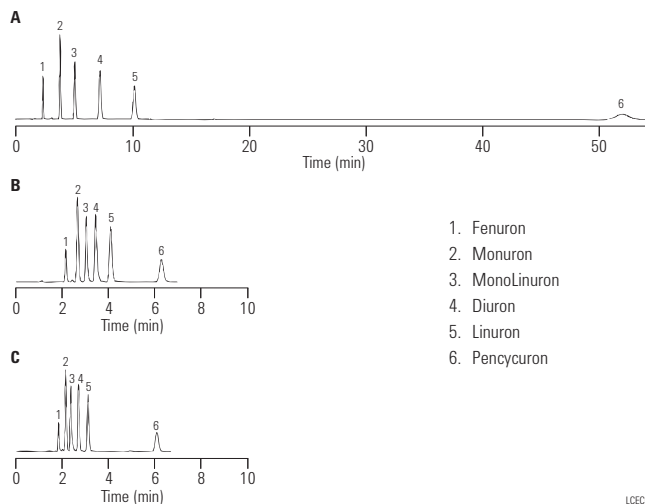 A
1
2
3
4
5
6
0 10 20 30 40 50
Time (min)
B
1
2
3
4
5
6
0 2 4 6 8 10
Time (min)
C
1
2
3
4
5
6
0 2 4 6 8 10
Time (min)
1. Fenuron
2. Monuron
3. MonoLinuron
4. Diuron
5. Linuron
6. Pencycuron
LCEC